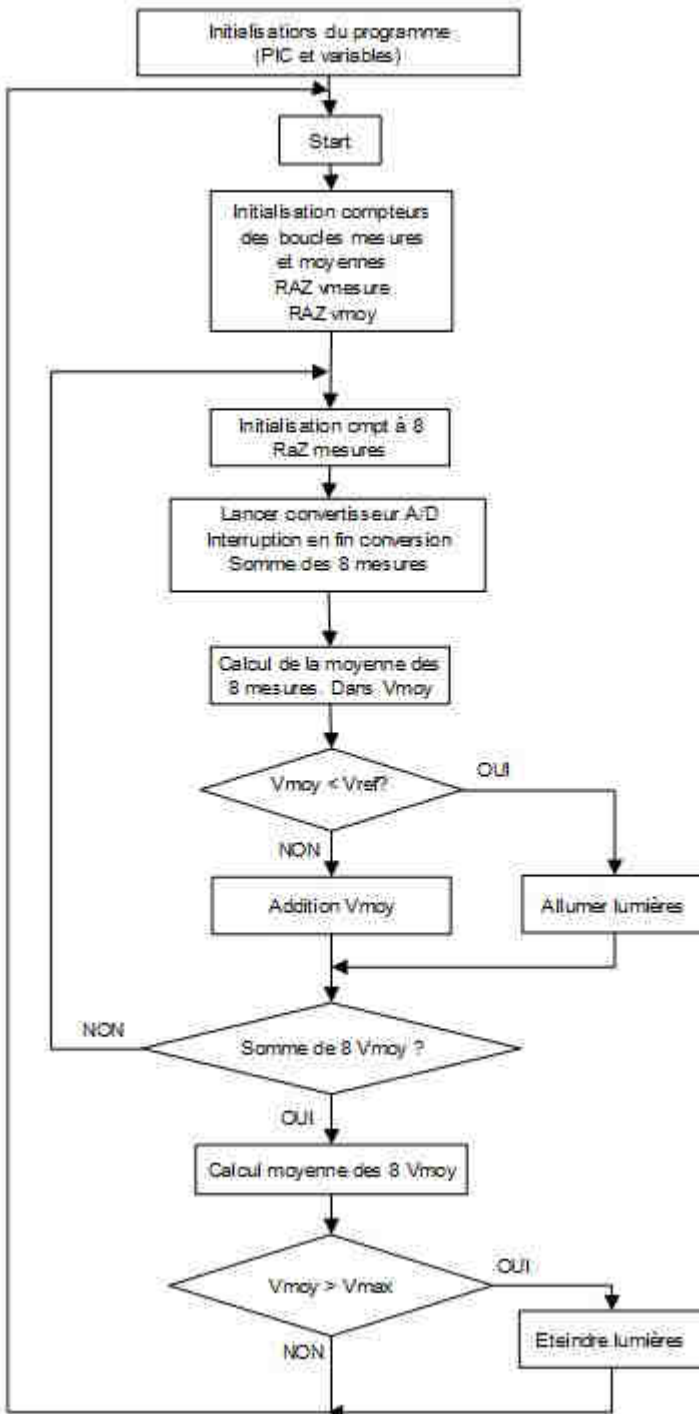 Initialisations du programme
(PIC et variables)
Start
Initialisation compteurs
des boucles mesures
et moyennes
RAZ vmesure
RAZ vmoy
Initialisation cmpt à 8
RaZ mesures
Lancer convertisseur A/D
Interruption en fin conversion
Somme des 8 mesures
Calcul de la moyenne des
8 mesures. Dans Vmoy
Vmoy < Vref?
OUI
NON
Addition Vmoy
Allumer lumières
NON
Somme de 8 Vmoy ?
OUI
Calcul moyenne des 8 Vmoy
Vmoy > Vmax
OUI
NON
Eteindre lumières